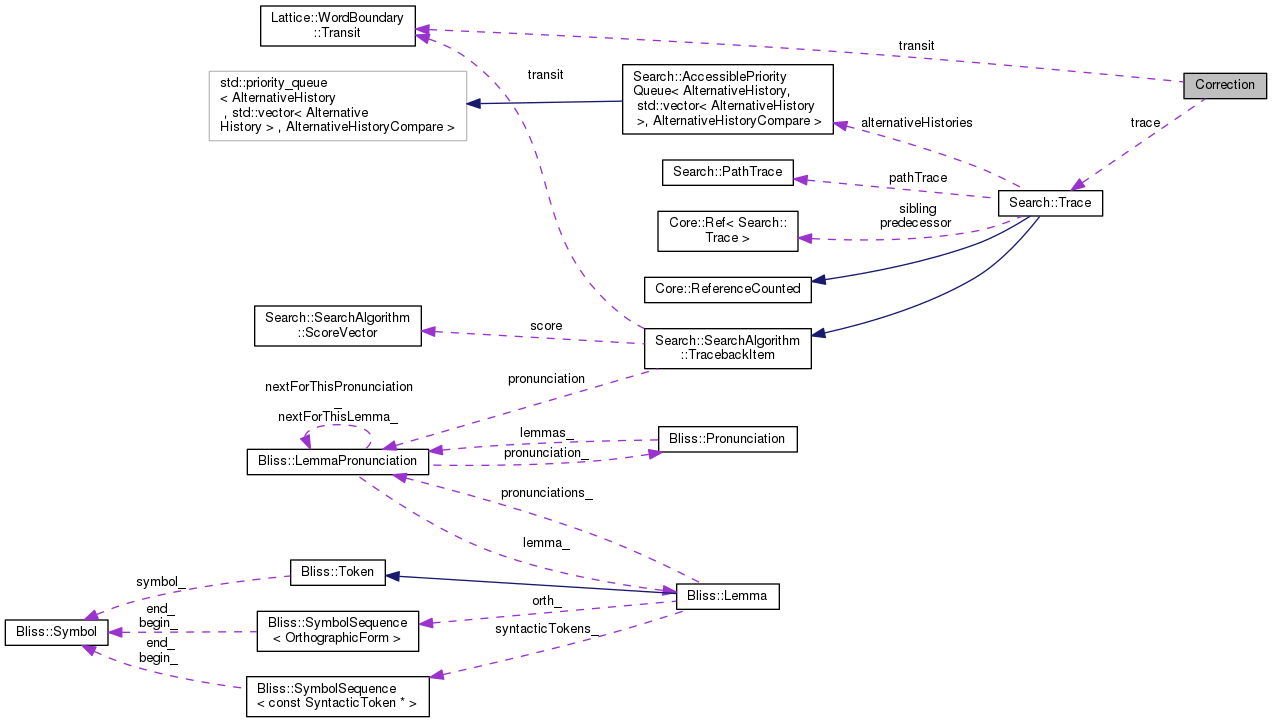 Lattice::WordBoundary
::Transit
transit
Correction
std::priority_queue
< AlternativeHistory
, std::vector< Alternative
History > , AlternativeHistoryCompare >
transit
Search::AccessiblePriority
Queue< AlternativeHistory,
std::vector< AlternativeHistory
>, AlternativeHistoryCompare >
alternativeHistories
trace
Search::PathTrace
pathTrace
Search::Trace
Core::Ref< Search::
Trace >
sibling
predecessor
Core::ReferenceCounted
Search::SearchAlgorithm
::ScoreVector
score
Search::SearchAlgorithm
::TracebackItem
nextForThisPronunciation
_
nextForThisLemma_
pronunciation
Bliss::LemmaPronunciation
lemmas_
pronunciation_
Bliss::Pronunciation
pronunciations_
lemma_
Bliss::Token
symbol_
Bliss::Lemma
orth_
Bliss::Symbol
end_
begin_
Bliss::SymbolSequence
< OrthographicForm >
syntacticTokens_
end_
begin_
Bliss::SymbolSequence
< const SyntacticToken * >